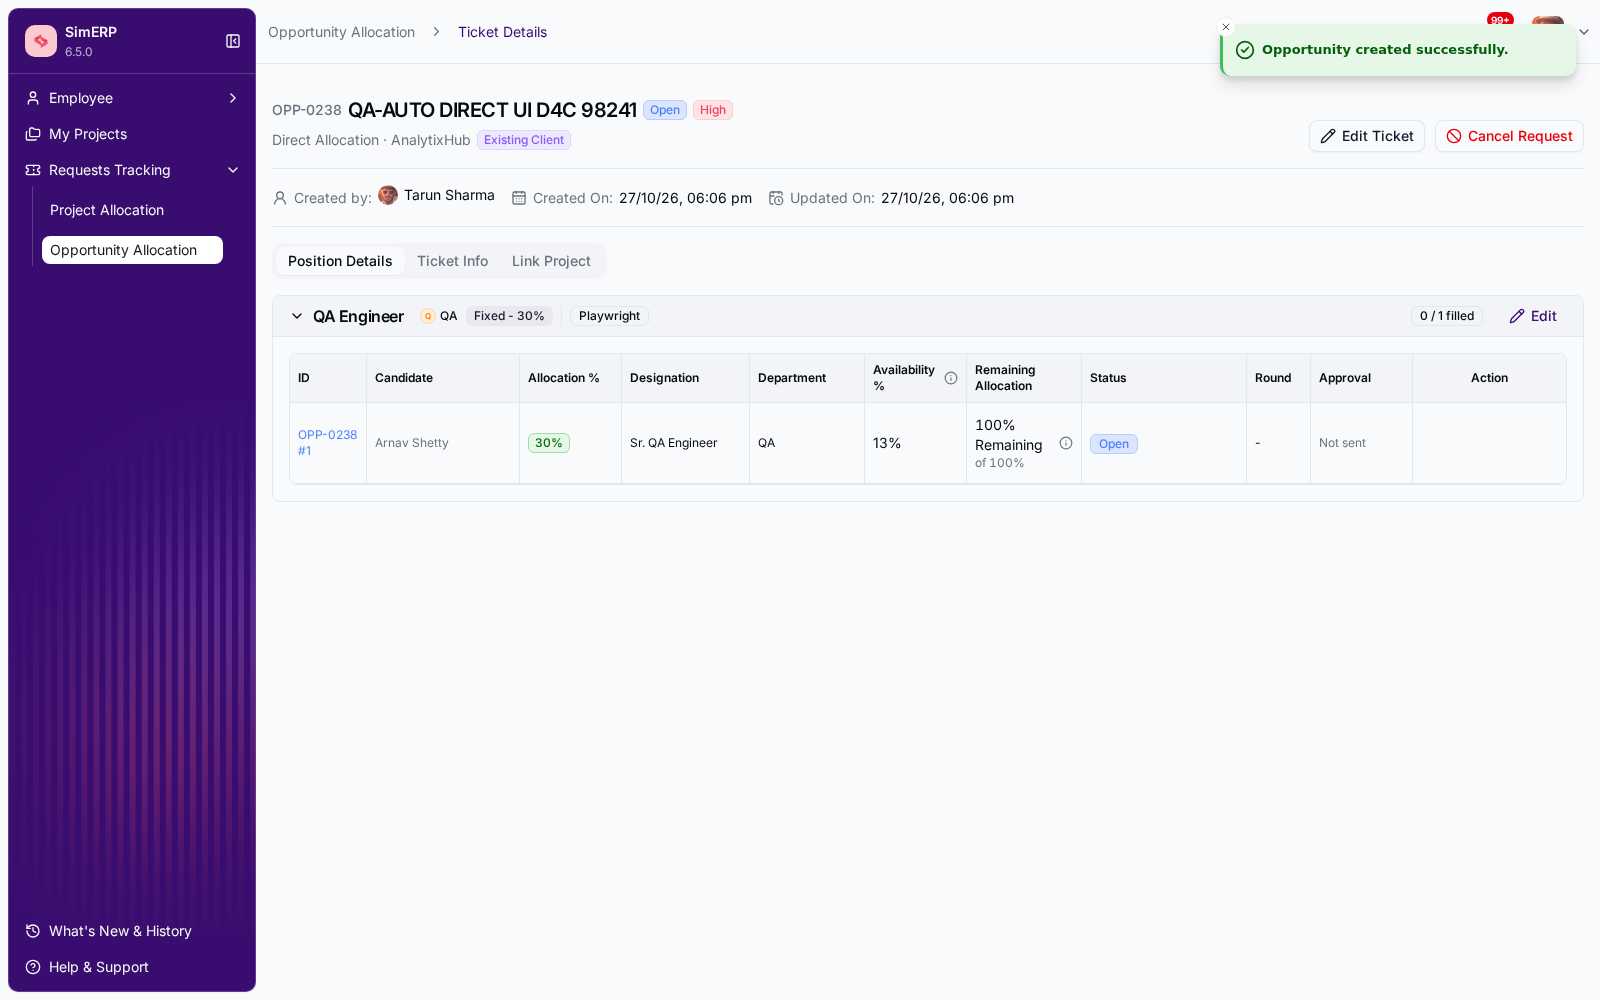 SimERP
6.5.0
Employee
My Projects
Requests Tracking
Project Allocation
Opportunity Allocation
What's New & History
Help & Support
Opportunity Allocation > Ticket Details
99+
Opportunity created successfully.
OPP-0238 QA-AUTO DIRECT UI D4C 98241 Open High
Direct Allocation · AnalytixHub Existing Client
Edit Ticket Cancel Request
Created by: Tarun Sharma Created On: 27/10/26, 06:06 pm Updated On: 27/10/26, 06:06 pm
Position Details Ticket Info Link Project
QA Engineer Q QA Fixed - 30% Playwright 0 / 1 filled Edit
ID Candidate Allocation % Designation Department Availability % Remaining Allocation Status Round Approval Action
OPP-0238 #1 Arnav Shetty 30% Sr. QA Engineer QA 13% 100% Remaining of 100% Open - Not sent